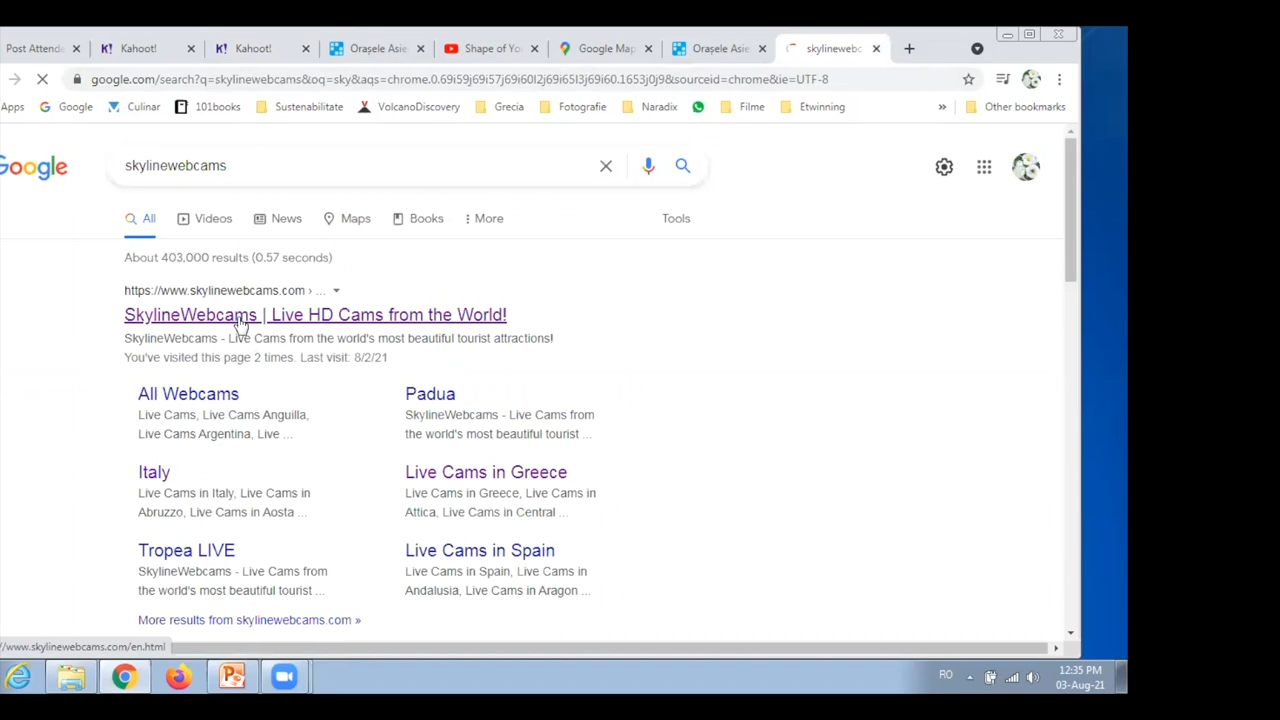 Post Attende
Kahoot!
Kahoot!
Orașele Asie
Shape of Yo
Google Map
Orașele Asie
skylinewebc
google.com/search?q=skylinewebcams&oq=sky&aqs=chrome.0.69i59j69i57j69i60l2j69i65l3j69i60.1653j0j9&sourceid=chrome&ie=UTF-8
Apps
Google
Culinar
101books
Sustenabilitate
VolcanoDiscovery
Grecia
Fotografie
Naradix
Filme
Etwinning
»
Other bookmarks
Google
skylinewebcams
All
Videos
News
Maps
Books
More
Tools
About 403,000 results (0.57 seconds)
https://www.skylinewebcams.com › ...
SkylineWebcams | Live HD Cams from the World!
SkylineWebcams - Live Cams from the world's most beautiful tourist attractions!
You've visited this page 2 times. Last visit: 8/2/21
All Webcams
Live Cams, Live Cams Anguilla,
Live Cams Argentina, Live ...
Padua
SkylineWebcams - Live Cams from
the world's most beautiful tourist ...
Italy
Live Cams in Italy, Live Cams in
Abruzzo, Live Cams in Aosta ...
Live Cams in Greece
Live Cams in Greece, Live Cams in
Attica, Live Cams in Central ...
Tropea LIVE
SkylineWebcams - Live Cams from
the world's most beautiful tourist ...
Live Cams in Spain
Live Cams in Spain, Live Cams in
Andalusia, Live Cams in Aragon ...
More results from skylinewebcams.com »
//www.skylinewebcams.com/en.html
RO
12:35 PM
03-Aug-21